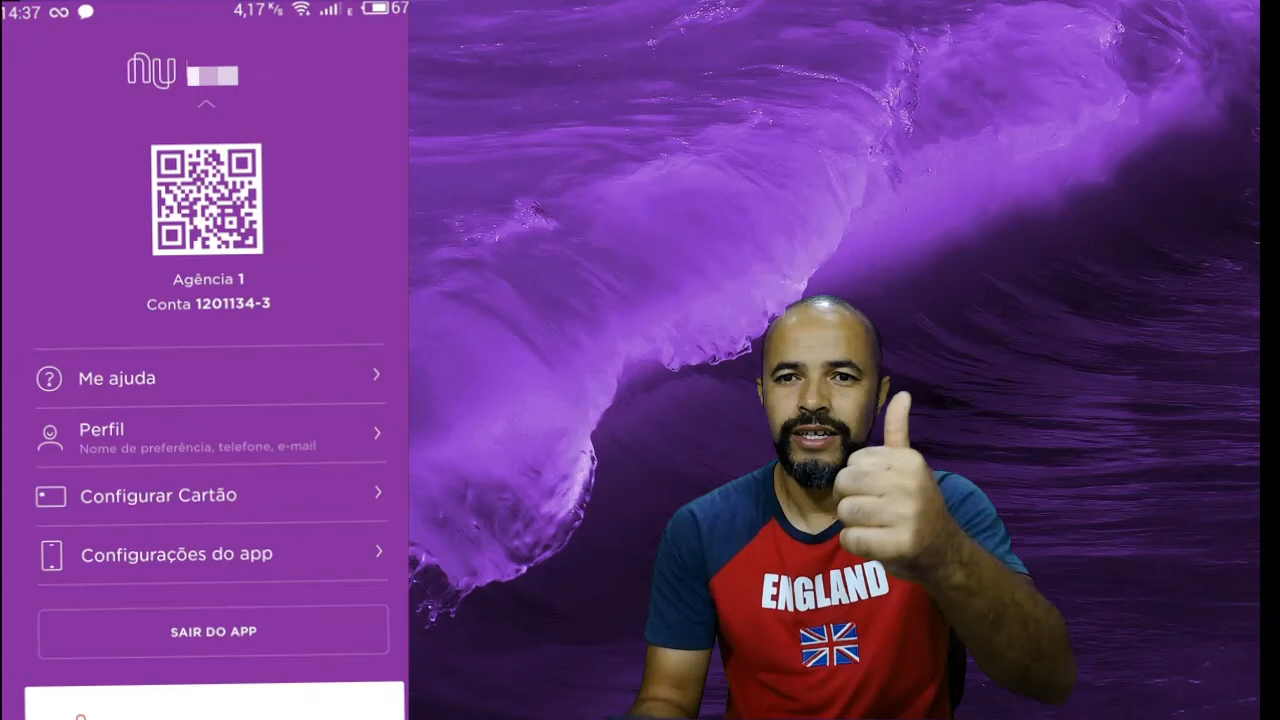 14:37 4,17 K/s E 67
nu
Agência 1
Conta 1201134-3
Me ajuda
Perfil
Nome de preferência, telefone, e-mail
Configurar Cartão
Configurações do app
SAIR DO APP
ENGLAND